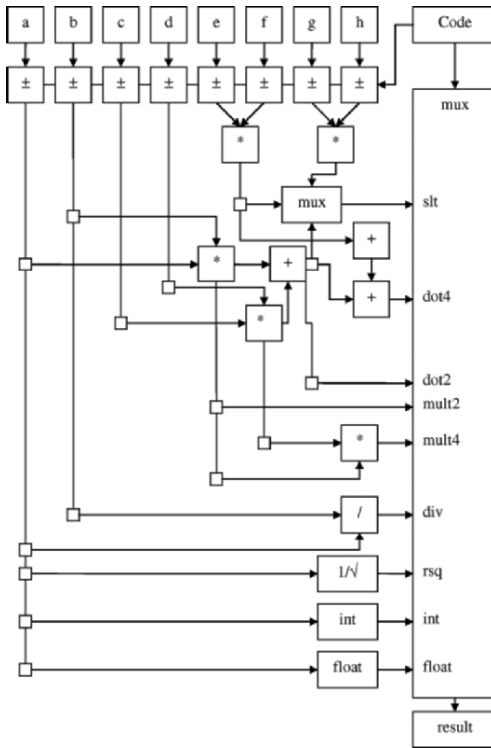 a b c d e f g h Code
± ± ± ± ± ± ± ±
mux
* *
mux slt
+
* +
+ dot4
*
dot2
mult2
* mult4
/ div
1/√ rsq
int int
float float
result